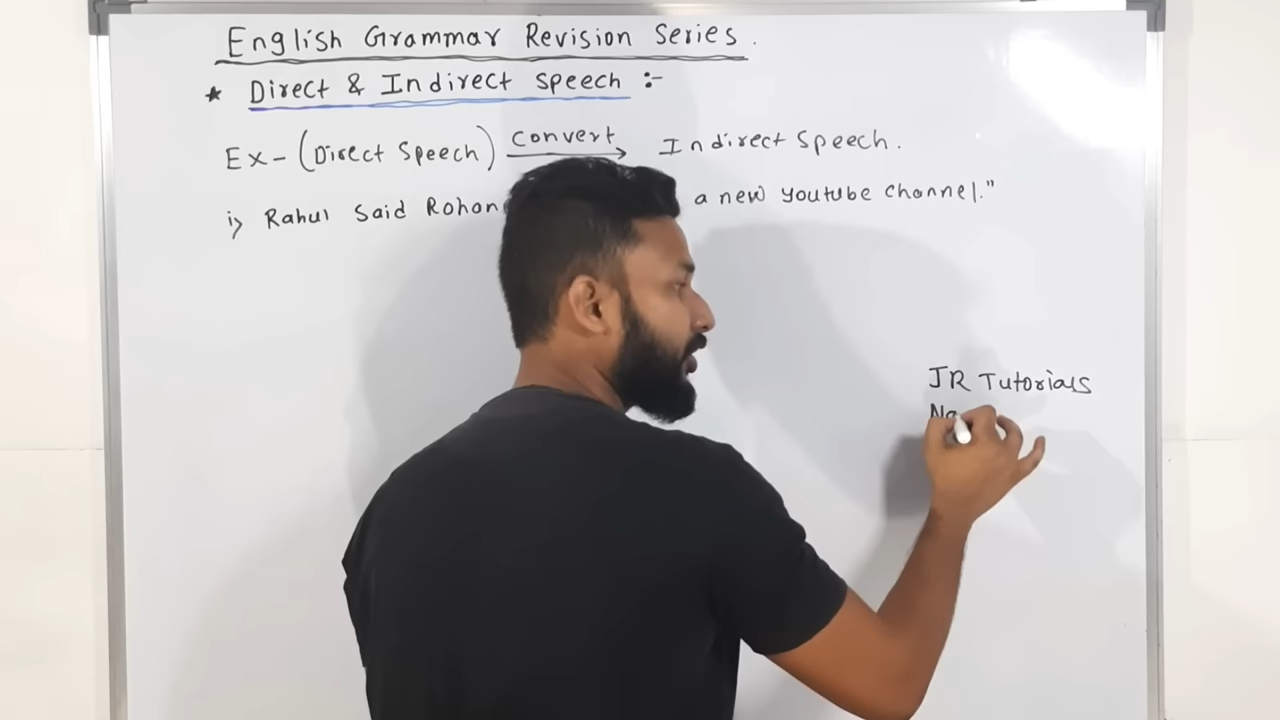 English Grammar Revision Series.
* Direct & Indirect Speech :-
Ex- (Direct Speech) Convert → Indirect Speech.
i> Rahul Said Rohan a new Youtube channel."
JR Tutorials